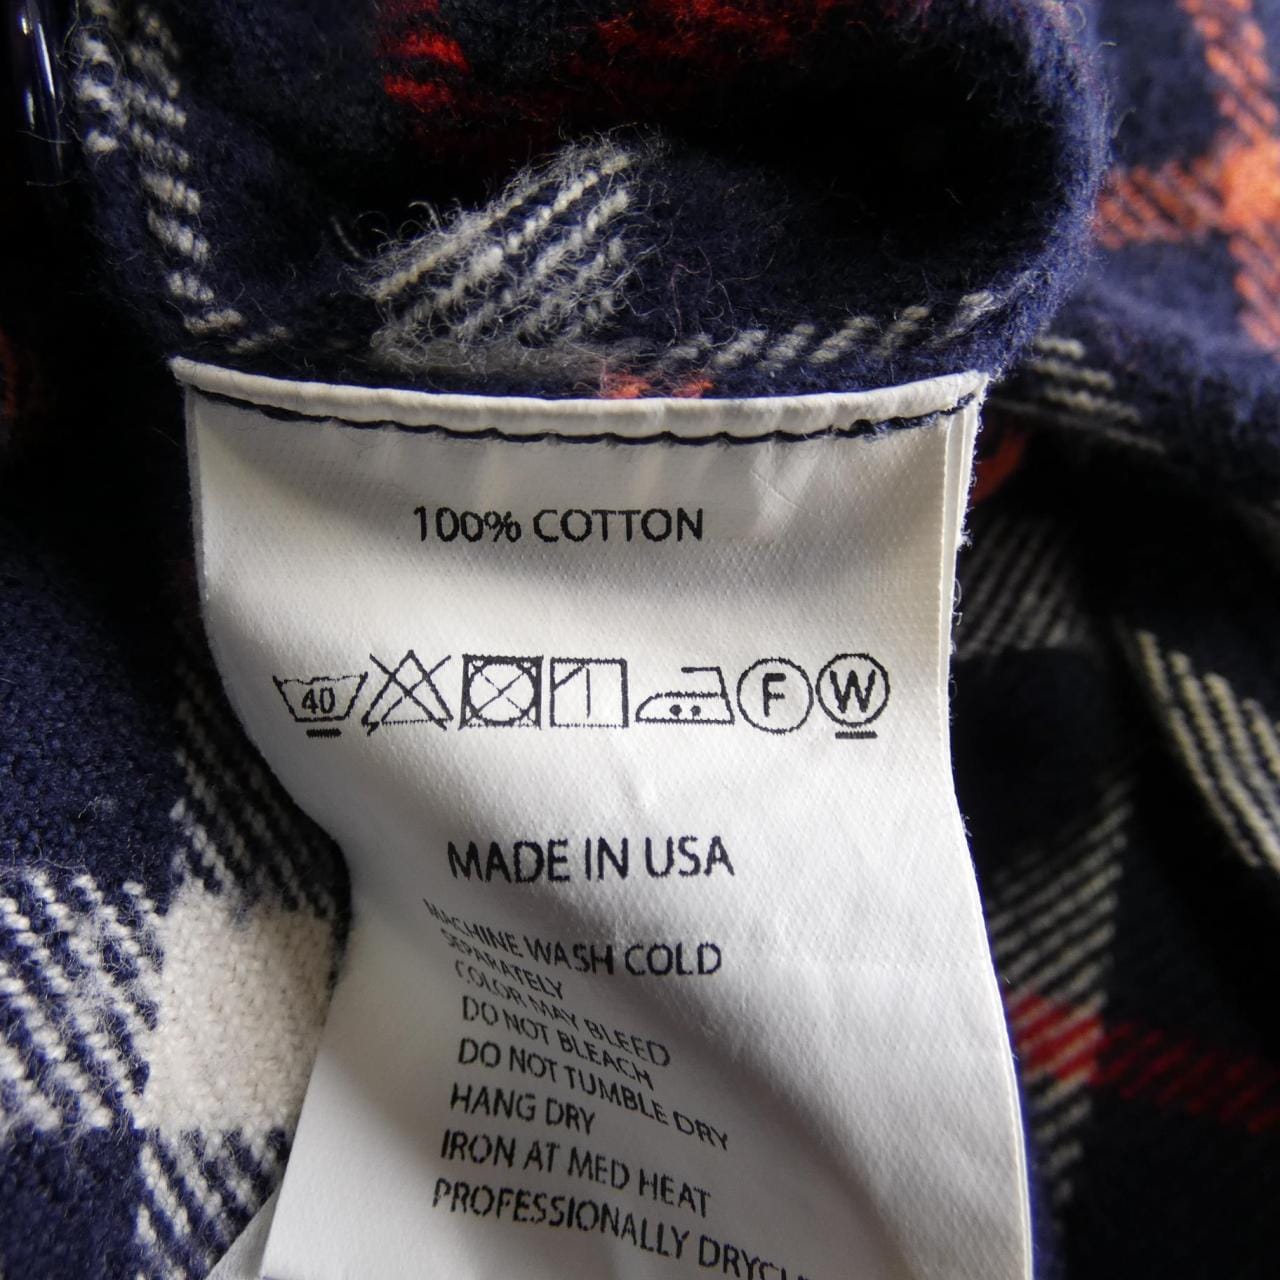 100% COTTON
40
F
W
MADE IN USA
MACHINE WASH COLD
SEPARATELY
COLOR MAY BLEED
DO NOT BLEACH
DO NOT TUMBLE DRY
HANG DRY
IRON AT MED HEAT
PROFESSIONALLY